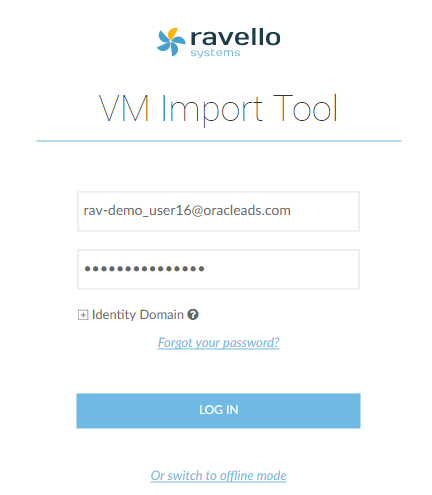 ravello
systems
VM Import Tool
rav-demo_user16@oracleads.com
•••••••••••••••
Identity Domain
Forgot your password?
LOG IN
Or switch to offline mode